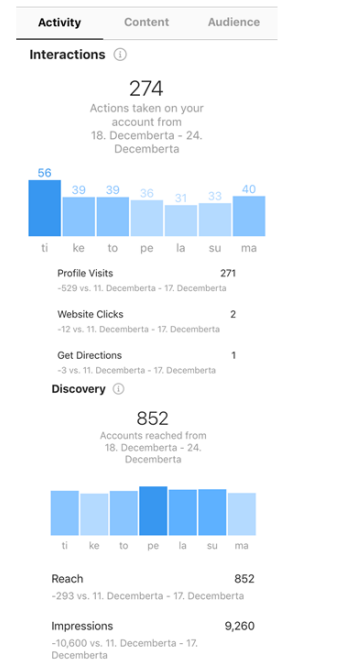 Activity Content Audience
Interactions
274
Actions taken on your
account from
18. Decemberta - 24.
Decemberta
56 39 39 36 31 33 40
ti ke to pe la su ma
Profile Visits 271
-529 vs. 11. Decemberta - 17. Decemberta
Website Clicks 2
-12 vs. 11. Decemberta - 17. Decemberta
Get Directions 1
-3 vs. 11. Decemberta - 17. Decemberta
Discovery
852
Accounts reached from
18. Decemberta - 24.
Decemberta
ti ke to pe la su ma
Reach 852
-293 vs. 11. Decemberta - 17. Decemberta
Impressions 9,260
-10,600 vs. 11. Decemberta - 17.
Decemberta